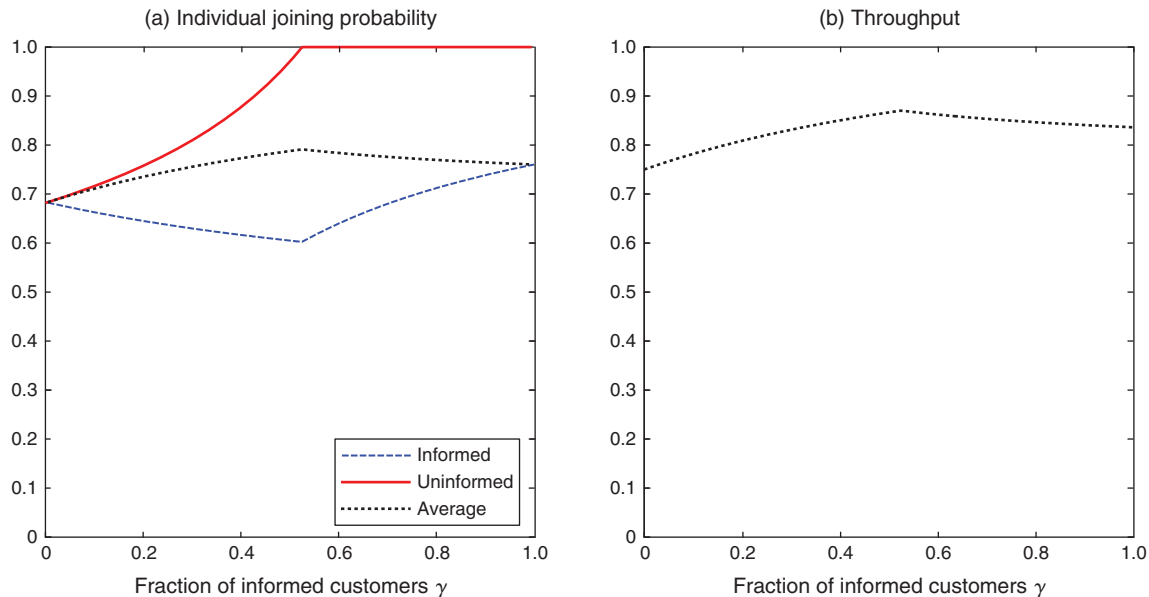 (a) Individual joining probability
1.0
0.9
0.8
0.7
0.6
0.5
0.4
0.3
0.2
0.1
0
0 0.2 0.4 0.6 0.8 1.0
Informed
Uninformed
Average
Fraction of informed customers γ
(b) Throughput
1.0
0.9
0.8
0.7
0.6
0.5
0.4
0.3
0.2
0.1
0
0 0.2 0.4 0.6 0.8 1.0
Fraction of informed customers γ